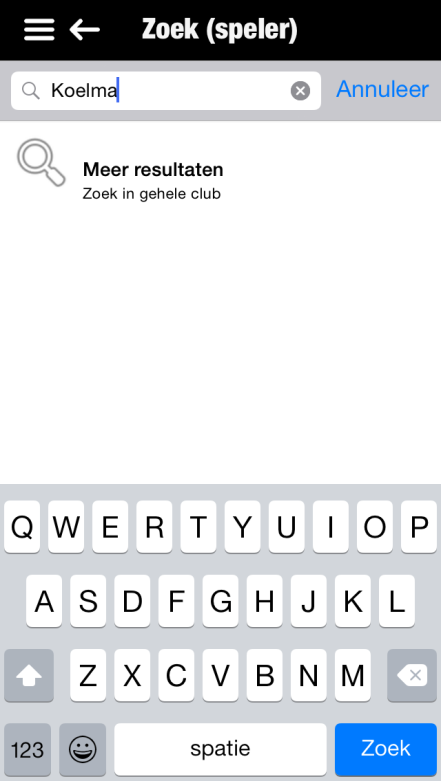 Zoek (speler)
Koelma Annuleer
Meer resultaten
Zoek in gehele club
Q W E R T Y U I O P
A S D F G H J K L
Z X C V B N M
123 spatie Zoek